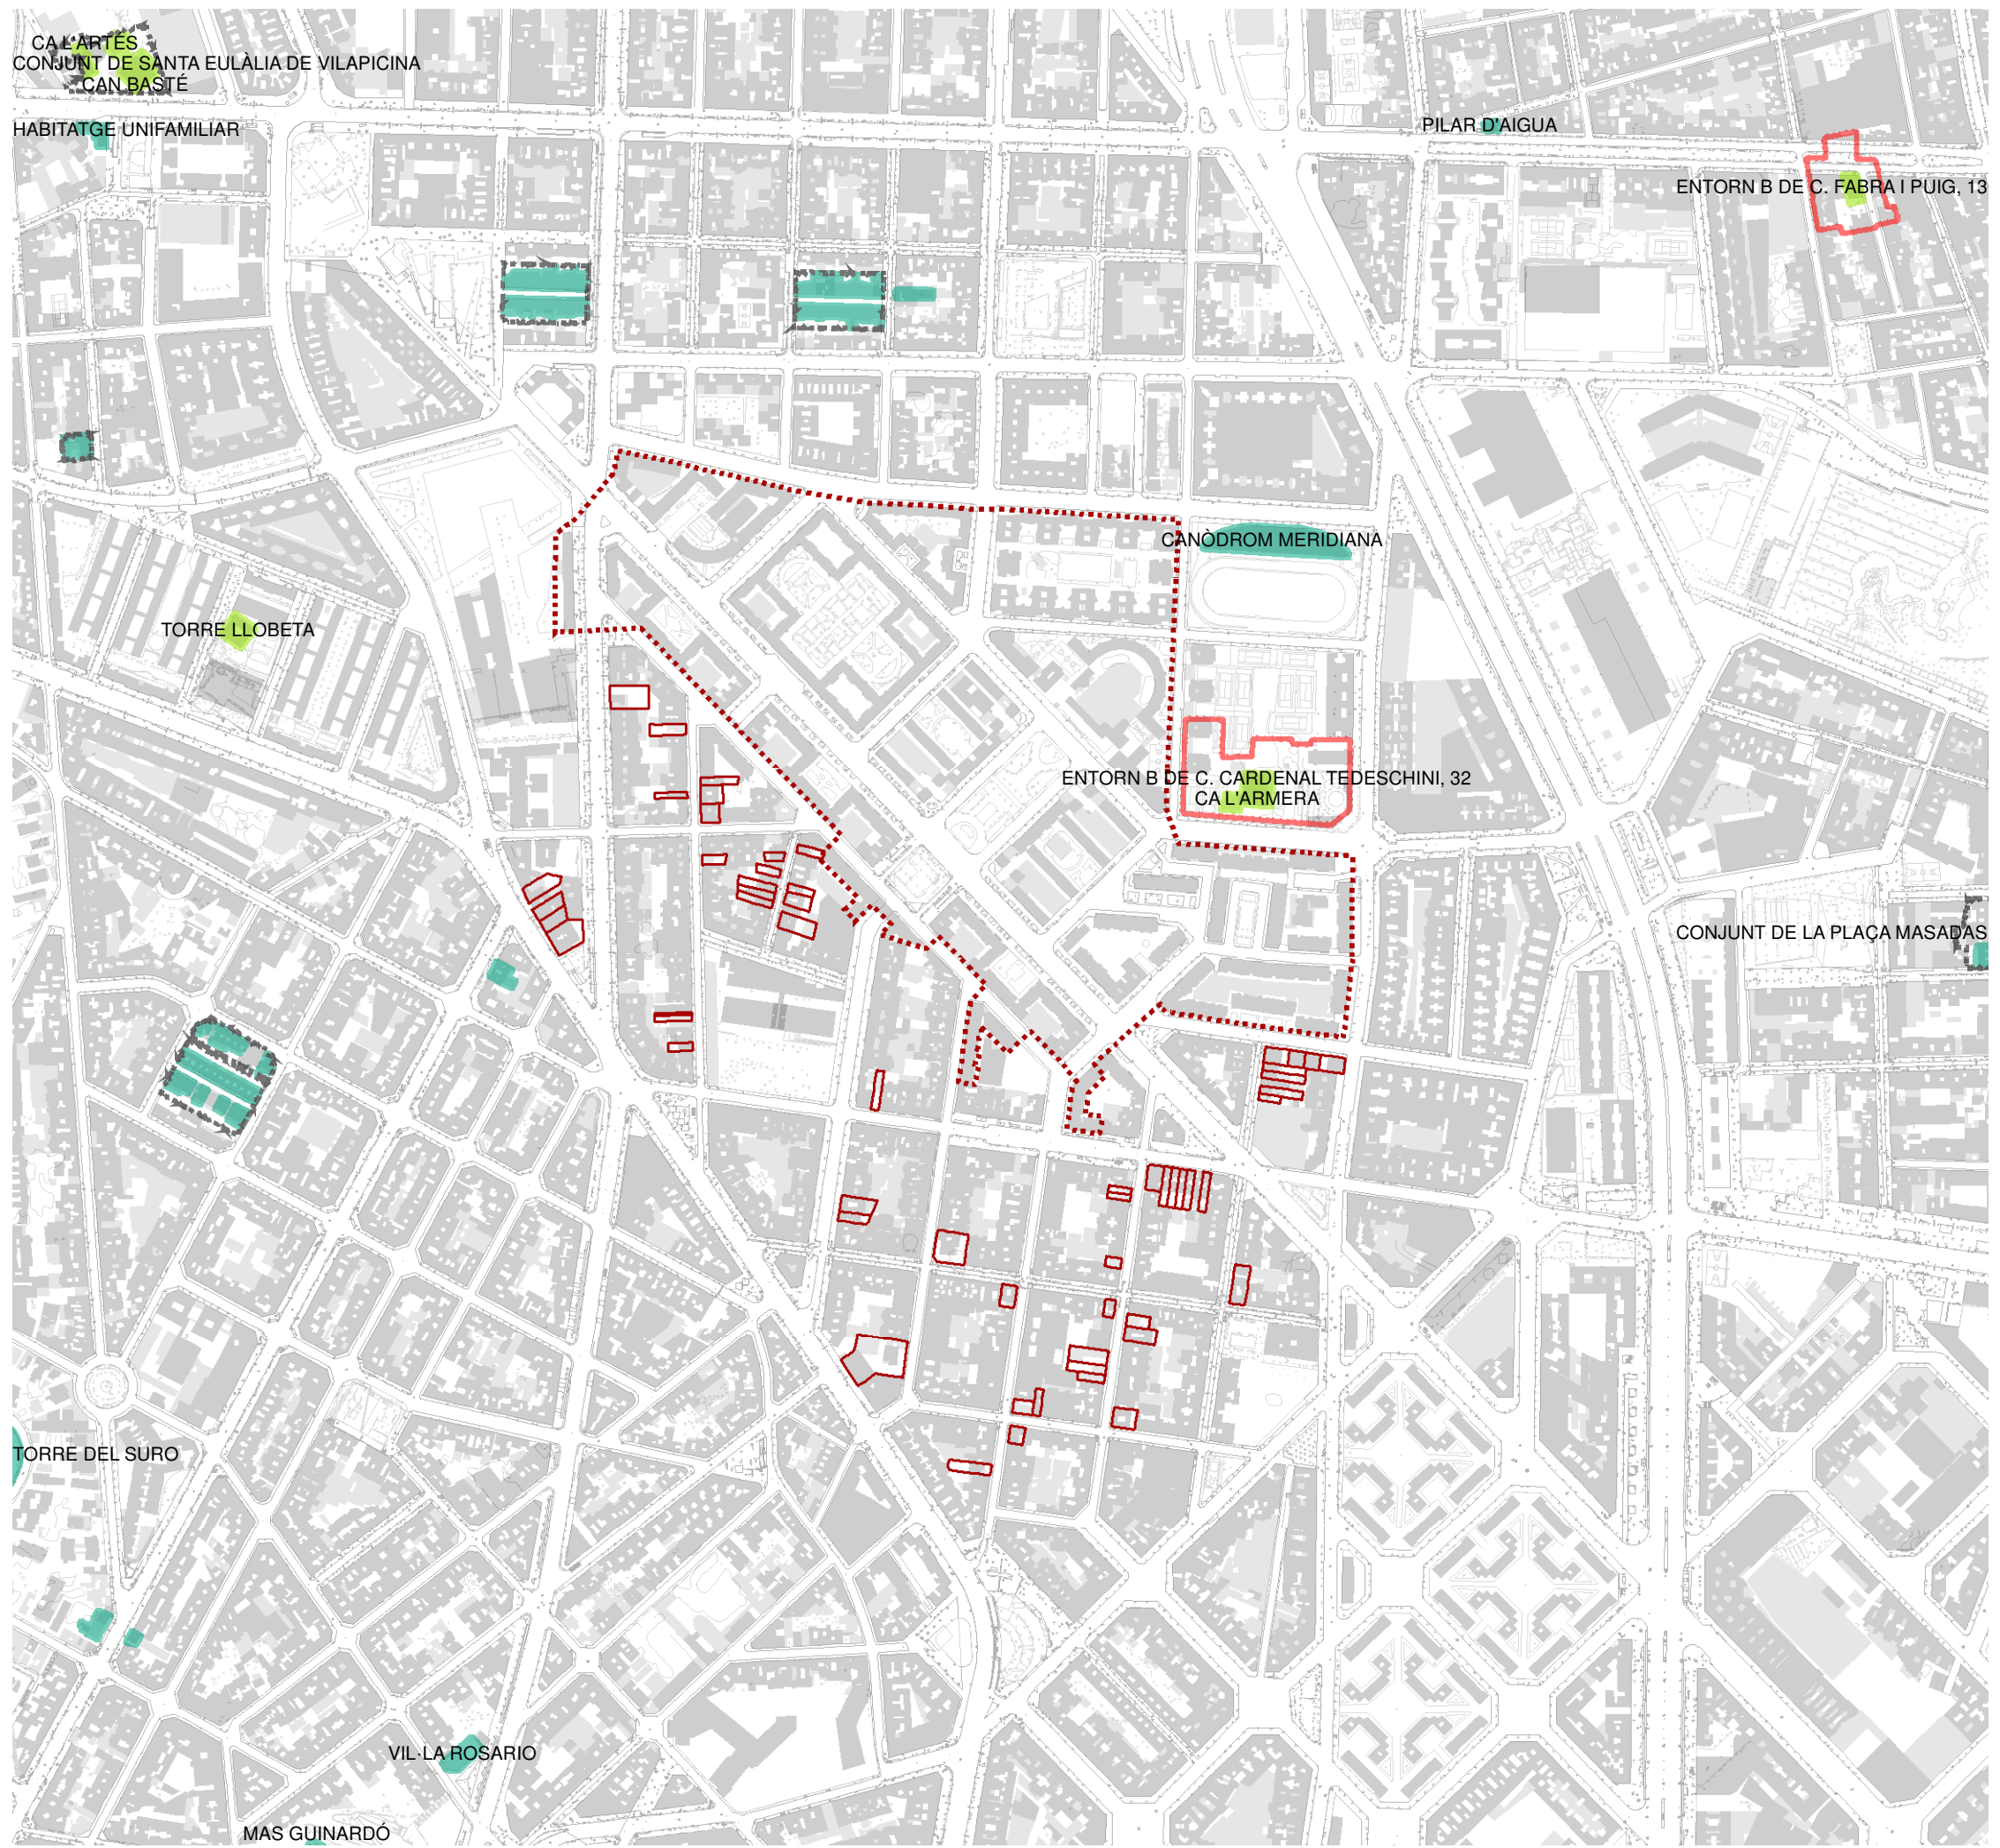 CA L'ARTÉS
CONJUNT DE SANTA EULÀLIA DE VILAPICINA
CAN BASTÉ
HABITATGE UNIFAMILIAR
PILAR D'AIGUA
ENTORN B DE C. FABRA I PUIG, 13
CANÒDROM MERIDIANA
TORRE LLOBETA
ENTORN B DE C. CARDENAL TEDESCHINI, 32
CA L'ARMERA
CONJUNT DE LA PLAÇA MASADAS
TORRE DEL SURO
VIL·LA ROSARIO
MAS GUINARDÓ